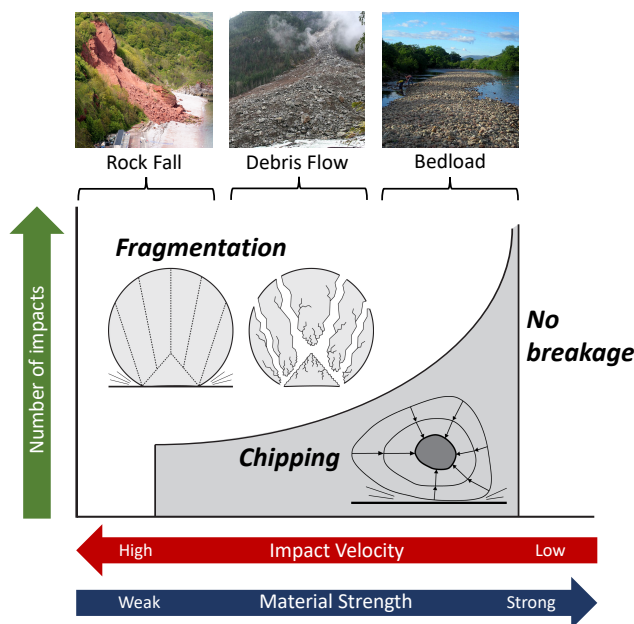 Rock Fall
Debris Flow
Bedload
Number of impacts
Fragmentation
No
breakage
Chipping
High
Impact Velocity
Low
Weak
Material Strength
Strong